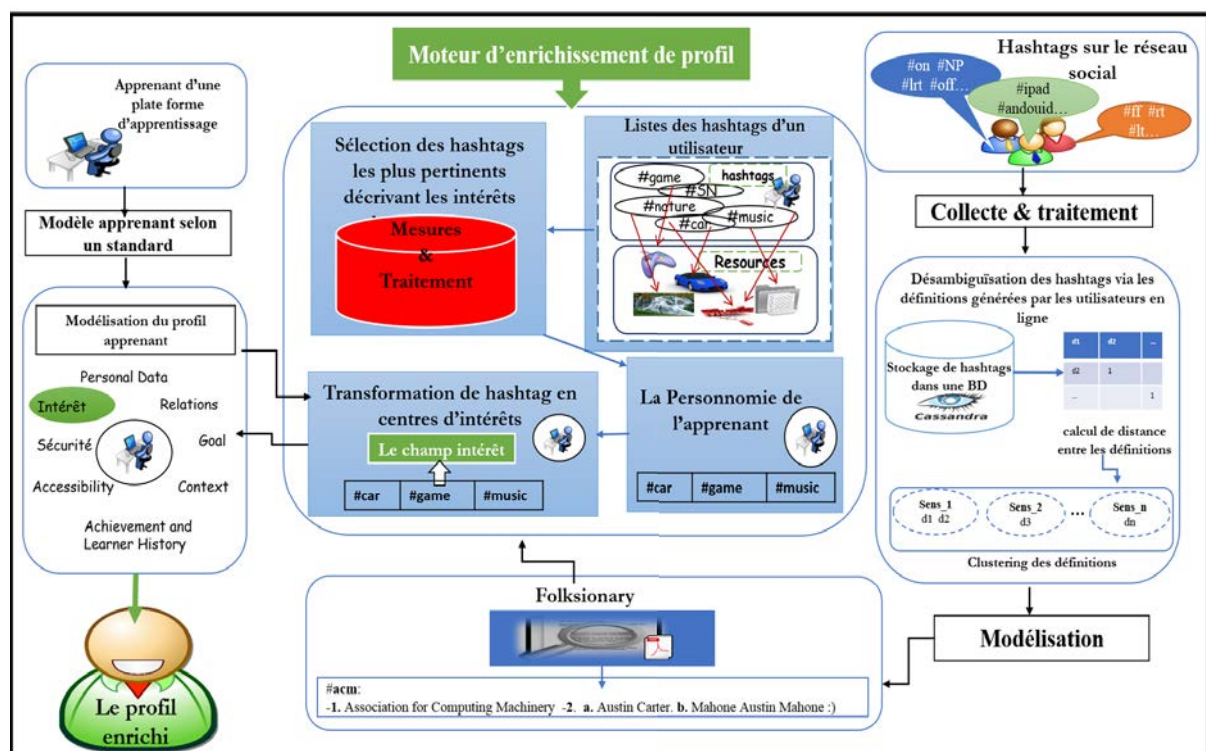 Moteur d'enrichissement de profil
Apprenant d'une
plate forme
d'apprentissage
Modèle apprenant selon
un standard
Modélisation du profil
apprenant
Personal Data
Intérêt
Relations
Sécurité
Goal
Accessibility
Context
Achievement and
Learner History
Le profil
enrichi
Sélection des hashtags
les plus pertinents
décrivant les intérêts
Mesures
&
Traitement
Listes des hashtags d'un
utilisateur
hashtags
#game
#SN
#nature
#music
#car
Resources
Transformation de hashtag en
centres d'intérêts
Le champ intérêt
#car #game #music
La Personnomie de
l'apprenant
#car #game #music
Folksionary
#acm:
-1. Association for Computing Machinery -2. a. Austin Carter. b. Mahone Austin Mahone :)
Hashtags sur le réseau
social
#on #NP
#lrt #off...
#ipad
#andouid...
#ff #rt
#lt...
Collecte & traitement
Désambiguïsation des hashtags via les
définitions générées par les utilisateurs en
ligne
Stockage de hashtags
dans une BD
Cassandra
d1 d2 ...
d2 1
... 1
calcul de distance
entre les définitions
Sens_1
d1 d2
Sens_2
d3
...
Sens_n
dn
Clustering des définitions
Modélisation